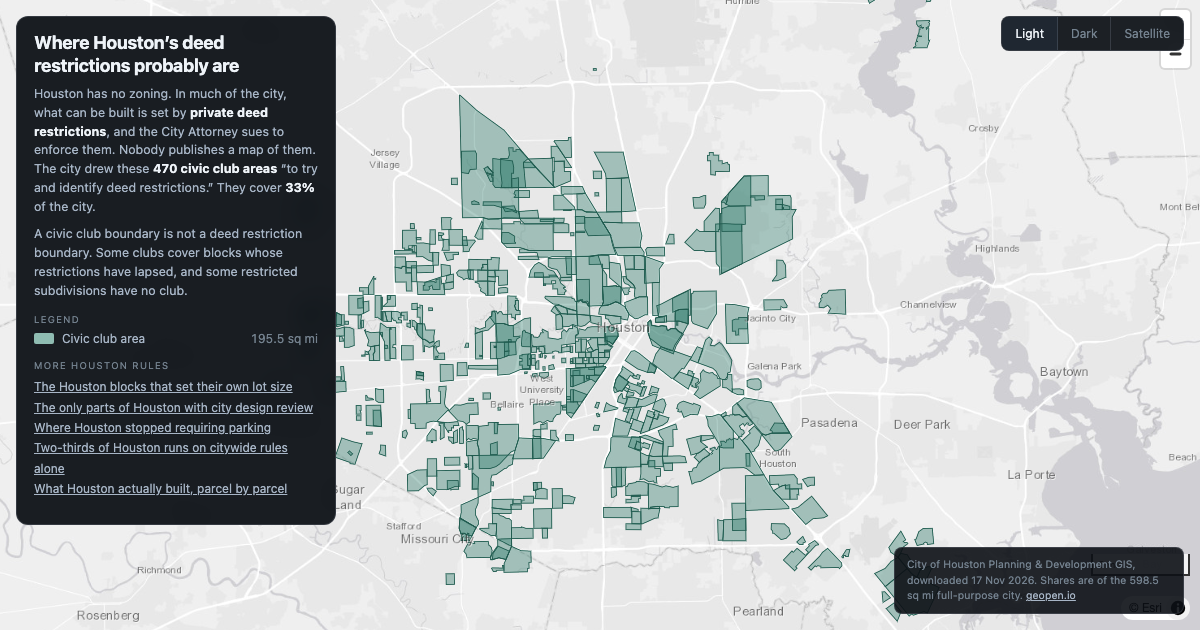 Where Houston's deed
restrictions probably are
Houston has no zoning. In much of the city,
what can be built is set by private deed
restrictions, and the City Attorney sues to
enforce them. Nobody publishes a map of them.
The city drew these 470 civic club areas "to try
and identify deed restrictions." They cover 33%
of the city.
A civic club boundary is not a deed restriction
boundary. Some clubs cover blocks whose
restrictions have lapsed, and some restricted
subdivisions have no club.
LEGEND
Civic club area 195.5 sq mi
MORE HOUSTON RULES
The Houston blocks that set their own lot size
The only parts of Houston with city design review
Where Houston stopped requiring parking
Two-thirds of Houston runs on citywide rules
alone
What Houston actually built, parcel by parcel
Light Dark Satellite
Humble
Crosby
Jersey
Village
Mont Bel
Highlands
Channelview
Houston
Jacinto City
Galena Park
Baytown
West
University
Place
Bellaire
Pasadena
Deer Park
South
Houston
Beach
La Porte
Sugar
Land
Stafford
Missouri City
Richmond
Rosenberg
Pearland
City of Houston Planning & Development GIS,
downloaded 17 Nov 2026. Shares are of the 598.5
sq mi full-purpose city. geopen.io
© Esri